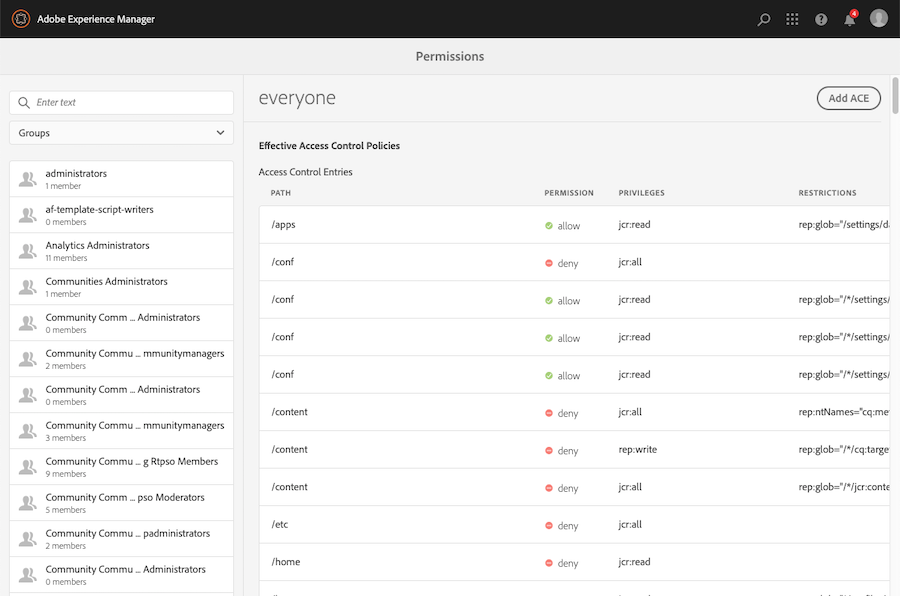 Adobe Experience Manager
4
Permissions
Enter text
Groups
administrators
1 member
af-template-script-writers
0 members
Analytics Administrators
11 members
Communities Administrators
1 member
Community Comm ... Administrators
0 members
Community Commu ... mmunitymanagers
2 members
Community Comm ... Administrators
0 members
Community Commu ... mmunitymanagers
3 members
Community Commu ... g Rtpso Members
9 members
Community Comm ... pso Moderators
5 members
Community Commu ... padministrators
2 members
Community Commu ... Administrators
0 members
everyone
Add ACE
Effective Access Control Policies
Access Control Entries
PATH PERMISSION PRIVILEGES RESTRICTIONS
/apps allow jcr:read rep:glob="/settings/da
/conf deny jcr:all
/conf allow jcr:read rep:glob="/*/settings/
/conf allow jcr:read rep:glob="/*/settings/
/conf allow jcr:read rep:glob="/*/settings/
/content deny jcr:all rep:ntNames="cq:me
/content deny rep:write rep:glob="/*/cq:targe
/content deny jcr:all rep:glob="/*/jcr:conte
/etc deny jcr:all
/home deny jcr:read